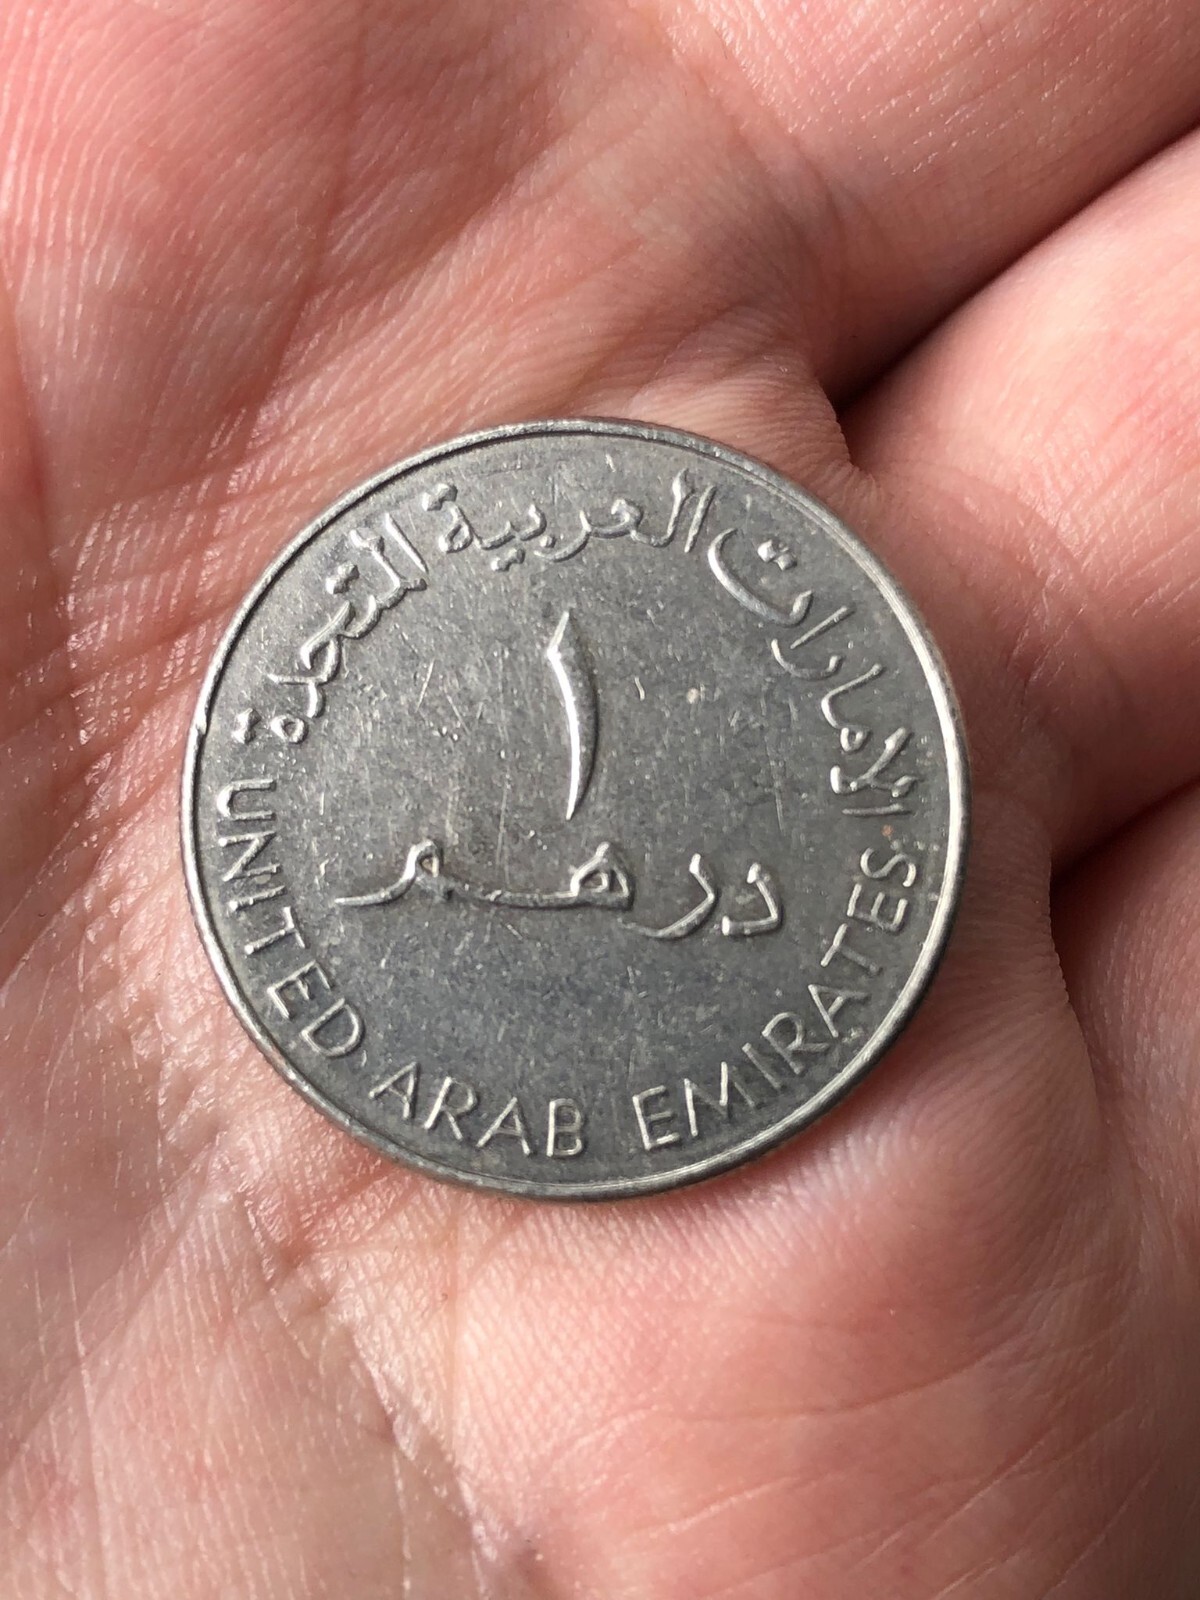 الإمارات العربية المتحدة
١
درهم
UNITED ARAB EMIRATES